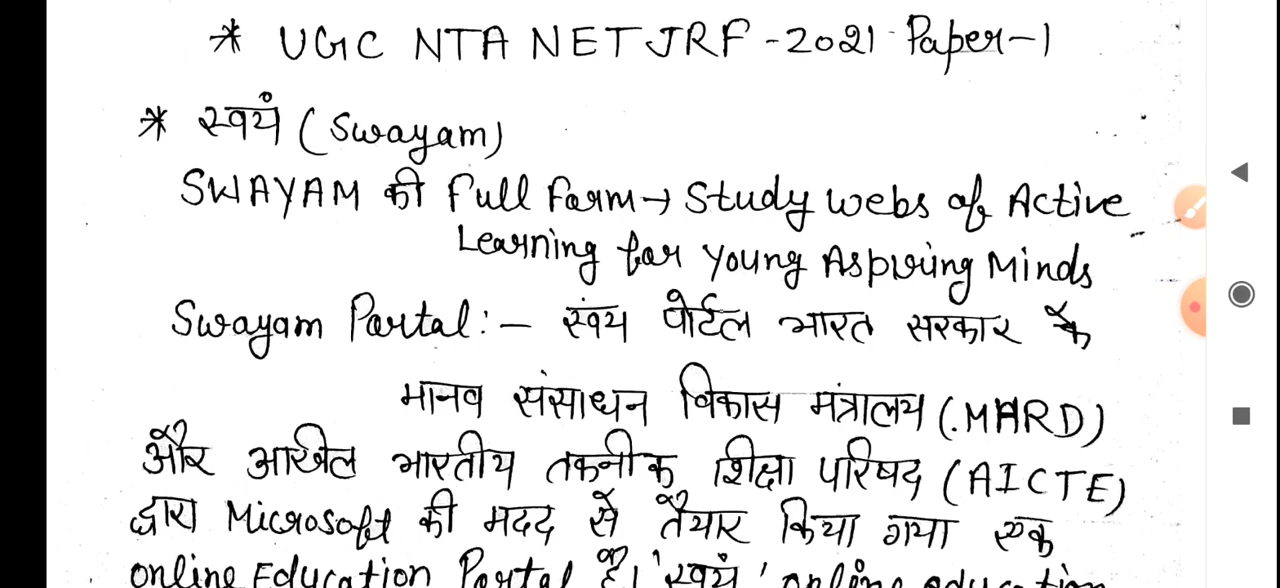 * UGC NTA NET JRF - 2021 Paper-1
* स्वयं (Swayam)
SWAYAM की Full Form → Study Webs of Active
Learning for Young Aspiring Minds
Swayam Portal :- स्वंय पोर्टल भारत सरकार के
मानव संसाधन विकास मंत्रालय (.MHRD)
और अखिल भारतीय तकनीक शिक्षा परिषद (AICTE)
द्वारा Microsoft की मदद से तैयार किया गया एक
online Education Portal है। 'स्वयं' online education